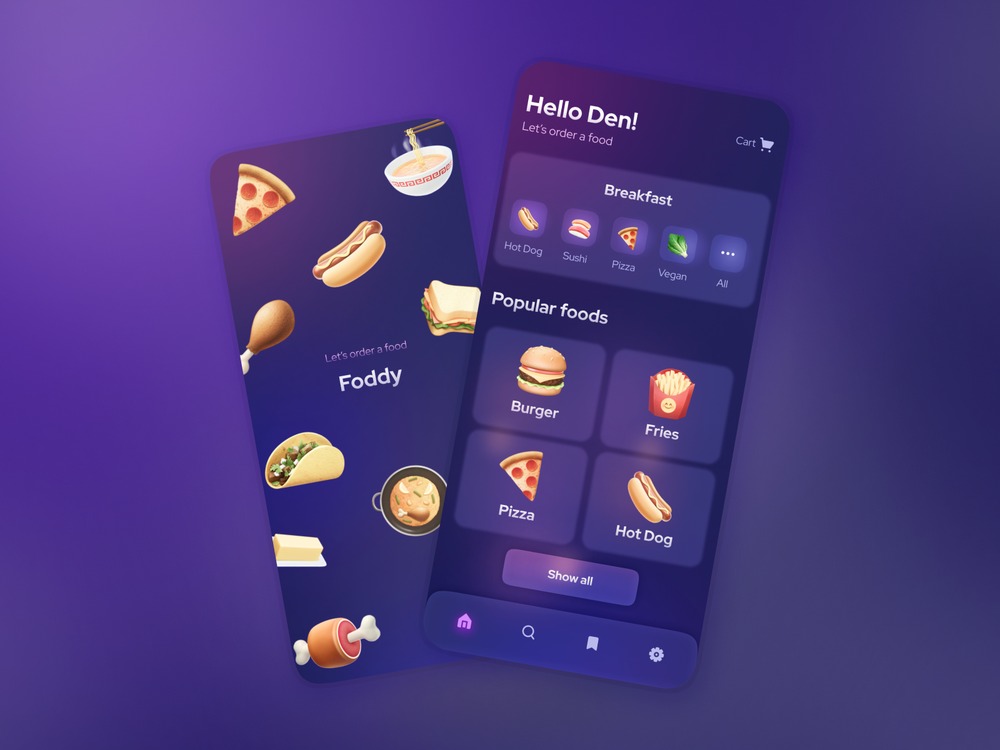 Let's order a food
Foddy
Hello Den!
Let's order a food
Cart
Breakfast
Hot Dog
Sushi
Pizza
Vegan
All
Popular foods
Burger
Fries
Pizza
Hot Dog
Show all